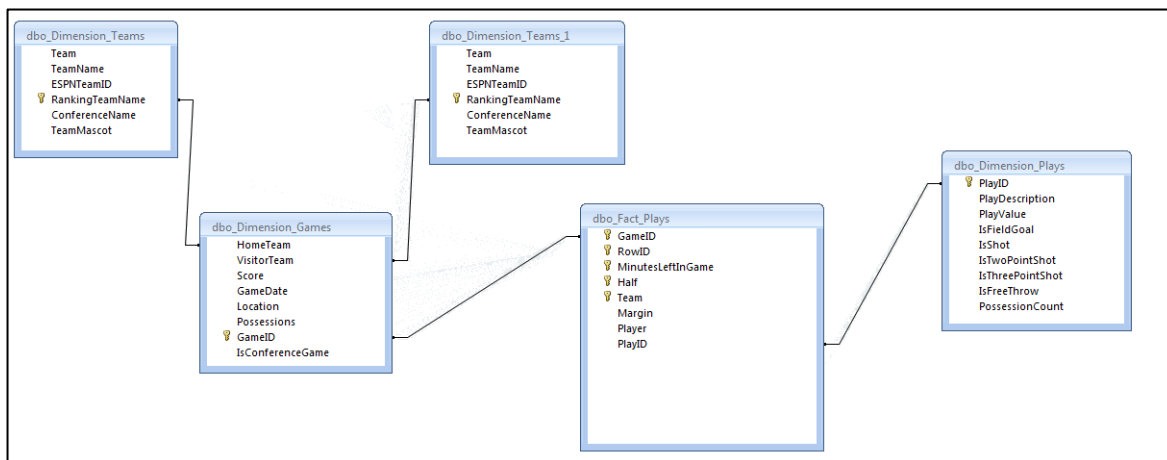 dbo_Dimension_Teams
Team
TeamName
ESPNTeamID
RankingTeamName
ConferenceName
TeamMascot
dbo_Dimension_Teams_1
Team
TeamName
ESPNTeamID
RankingTeamName
ConferenceName
TeamMascot
dbo_Dimension_Games
HomeTeam
VisitorTeam
Score
GameDate
Location
Possessions
GameID
IsConferenceGame
dbo_Fact_Plays
GameID
RowID
MinutesLeftInGame
Half
Team
Margin
Player
PlayID
dbo_Dimension_Plays
PlayID
PlayDescription
PlayValue
IsFieldGoal
IsShot
IsTwoPointShot
IsThreePointShot
IsFreeThrow
PossessionCount